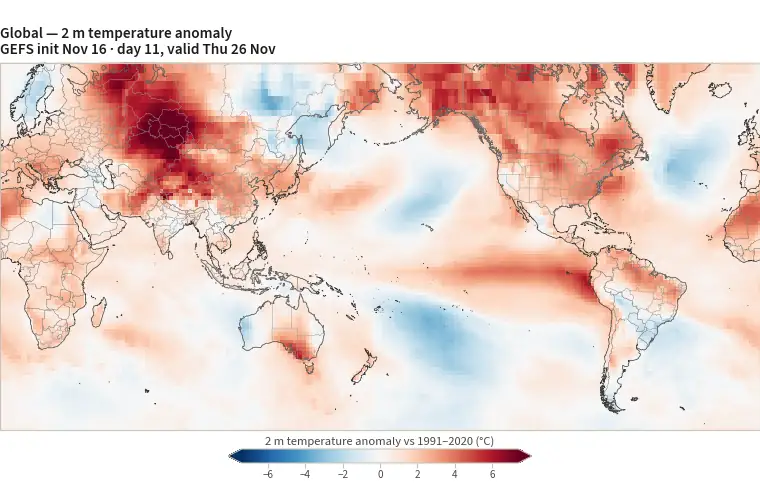 Global — 2 m temperature anomaly
GEFS init Nov 16 · day 11, valid Thu 26 Nov
2 m temperature anomaly vs 1991–2020 (°C)
−6 −4 −2 0 2 4 6